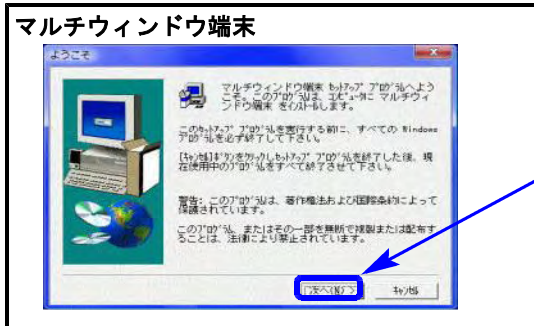 マルチウィンドウ端末
ようこそ
マルチウィンドウ端末 ｾｯﾄｱｯﾌﾟ ﾌﾟﾛｸﾞﾗﾑへよう
こそ。このﾌﾟﾛｸﾞﾗﾑは、ｺﾝﾋﾟｭｰﾀに マルチウィ
ンドウ端末 をｲﾝｽﾄｰﾙします。
このｾｯﾄｱｯﾌﾟ ﾌﾟﾛｸﾞﾗﾑを実行する前に、すべての Windows
ﾌﾟﾛｸﾞﾗﾑを必ず終了して下さい。
[ｷｬﾝｾﾙ]ﾎﾞﾀﾝをｸﾘｯｸしｾｯﾄｱｯﾌﾟ ﾌﾟﾛｸﾞﾗﾑを終了した後、現
在使用中のﾌﾟﾛｸﾞﾗﾑをすべて終了させて下さい。
警告: このﾌﾟﾛｸﾞﾗﾑは、著作権法および国際条約によって
保護されています。
このﾌﾟﾛｸﾞﾗﾑ、またはその一部を無断で複製または配布す
ることは、法律により禁止されています。
次へ(N) >
ｷｬﾝｾﾙ